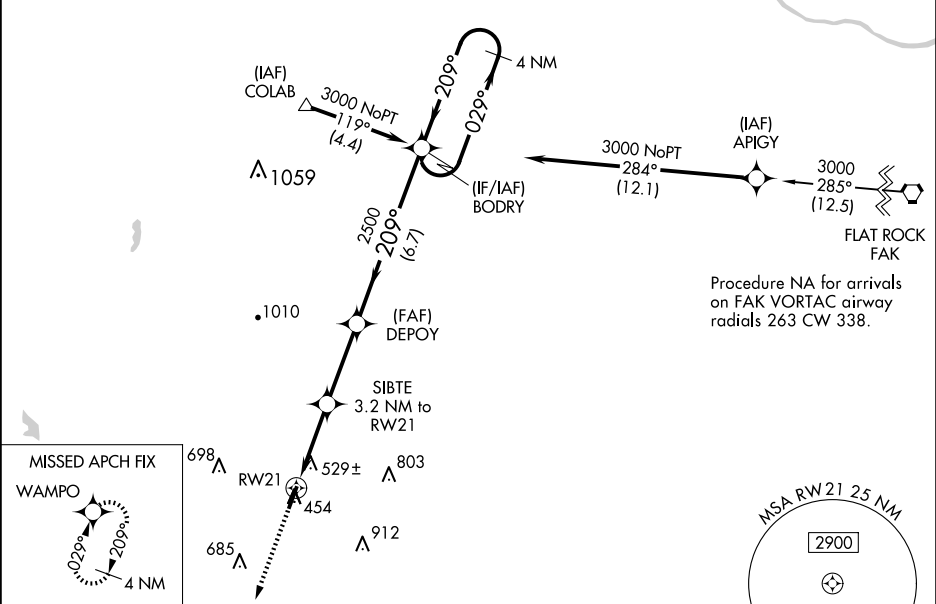 4 NM
209°
029°
(IAF)
COLAB
3000 NoPT
119°
(4.4)
1059
(IF/IAF)
BODRY
3000 NoPT
284°
(12.1)
(IAF)
APIGY
3000
285°
(12.5)
FLAT ROCK
FAK
Procedure NA for arrivals
on FAK VORTAC airway
radials 263 CW 338.
2500
209°
(6.7)
1010
(FAF)
DEPOY
SIBTE
3.2 NM to
RW21
698
RW21
529±
803
454
912
685
MISSED APCH FIX
WAMPO
029°
209°
4 NM
MSA RW21 25 NM
2900